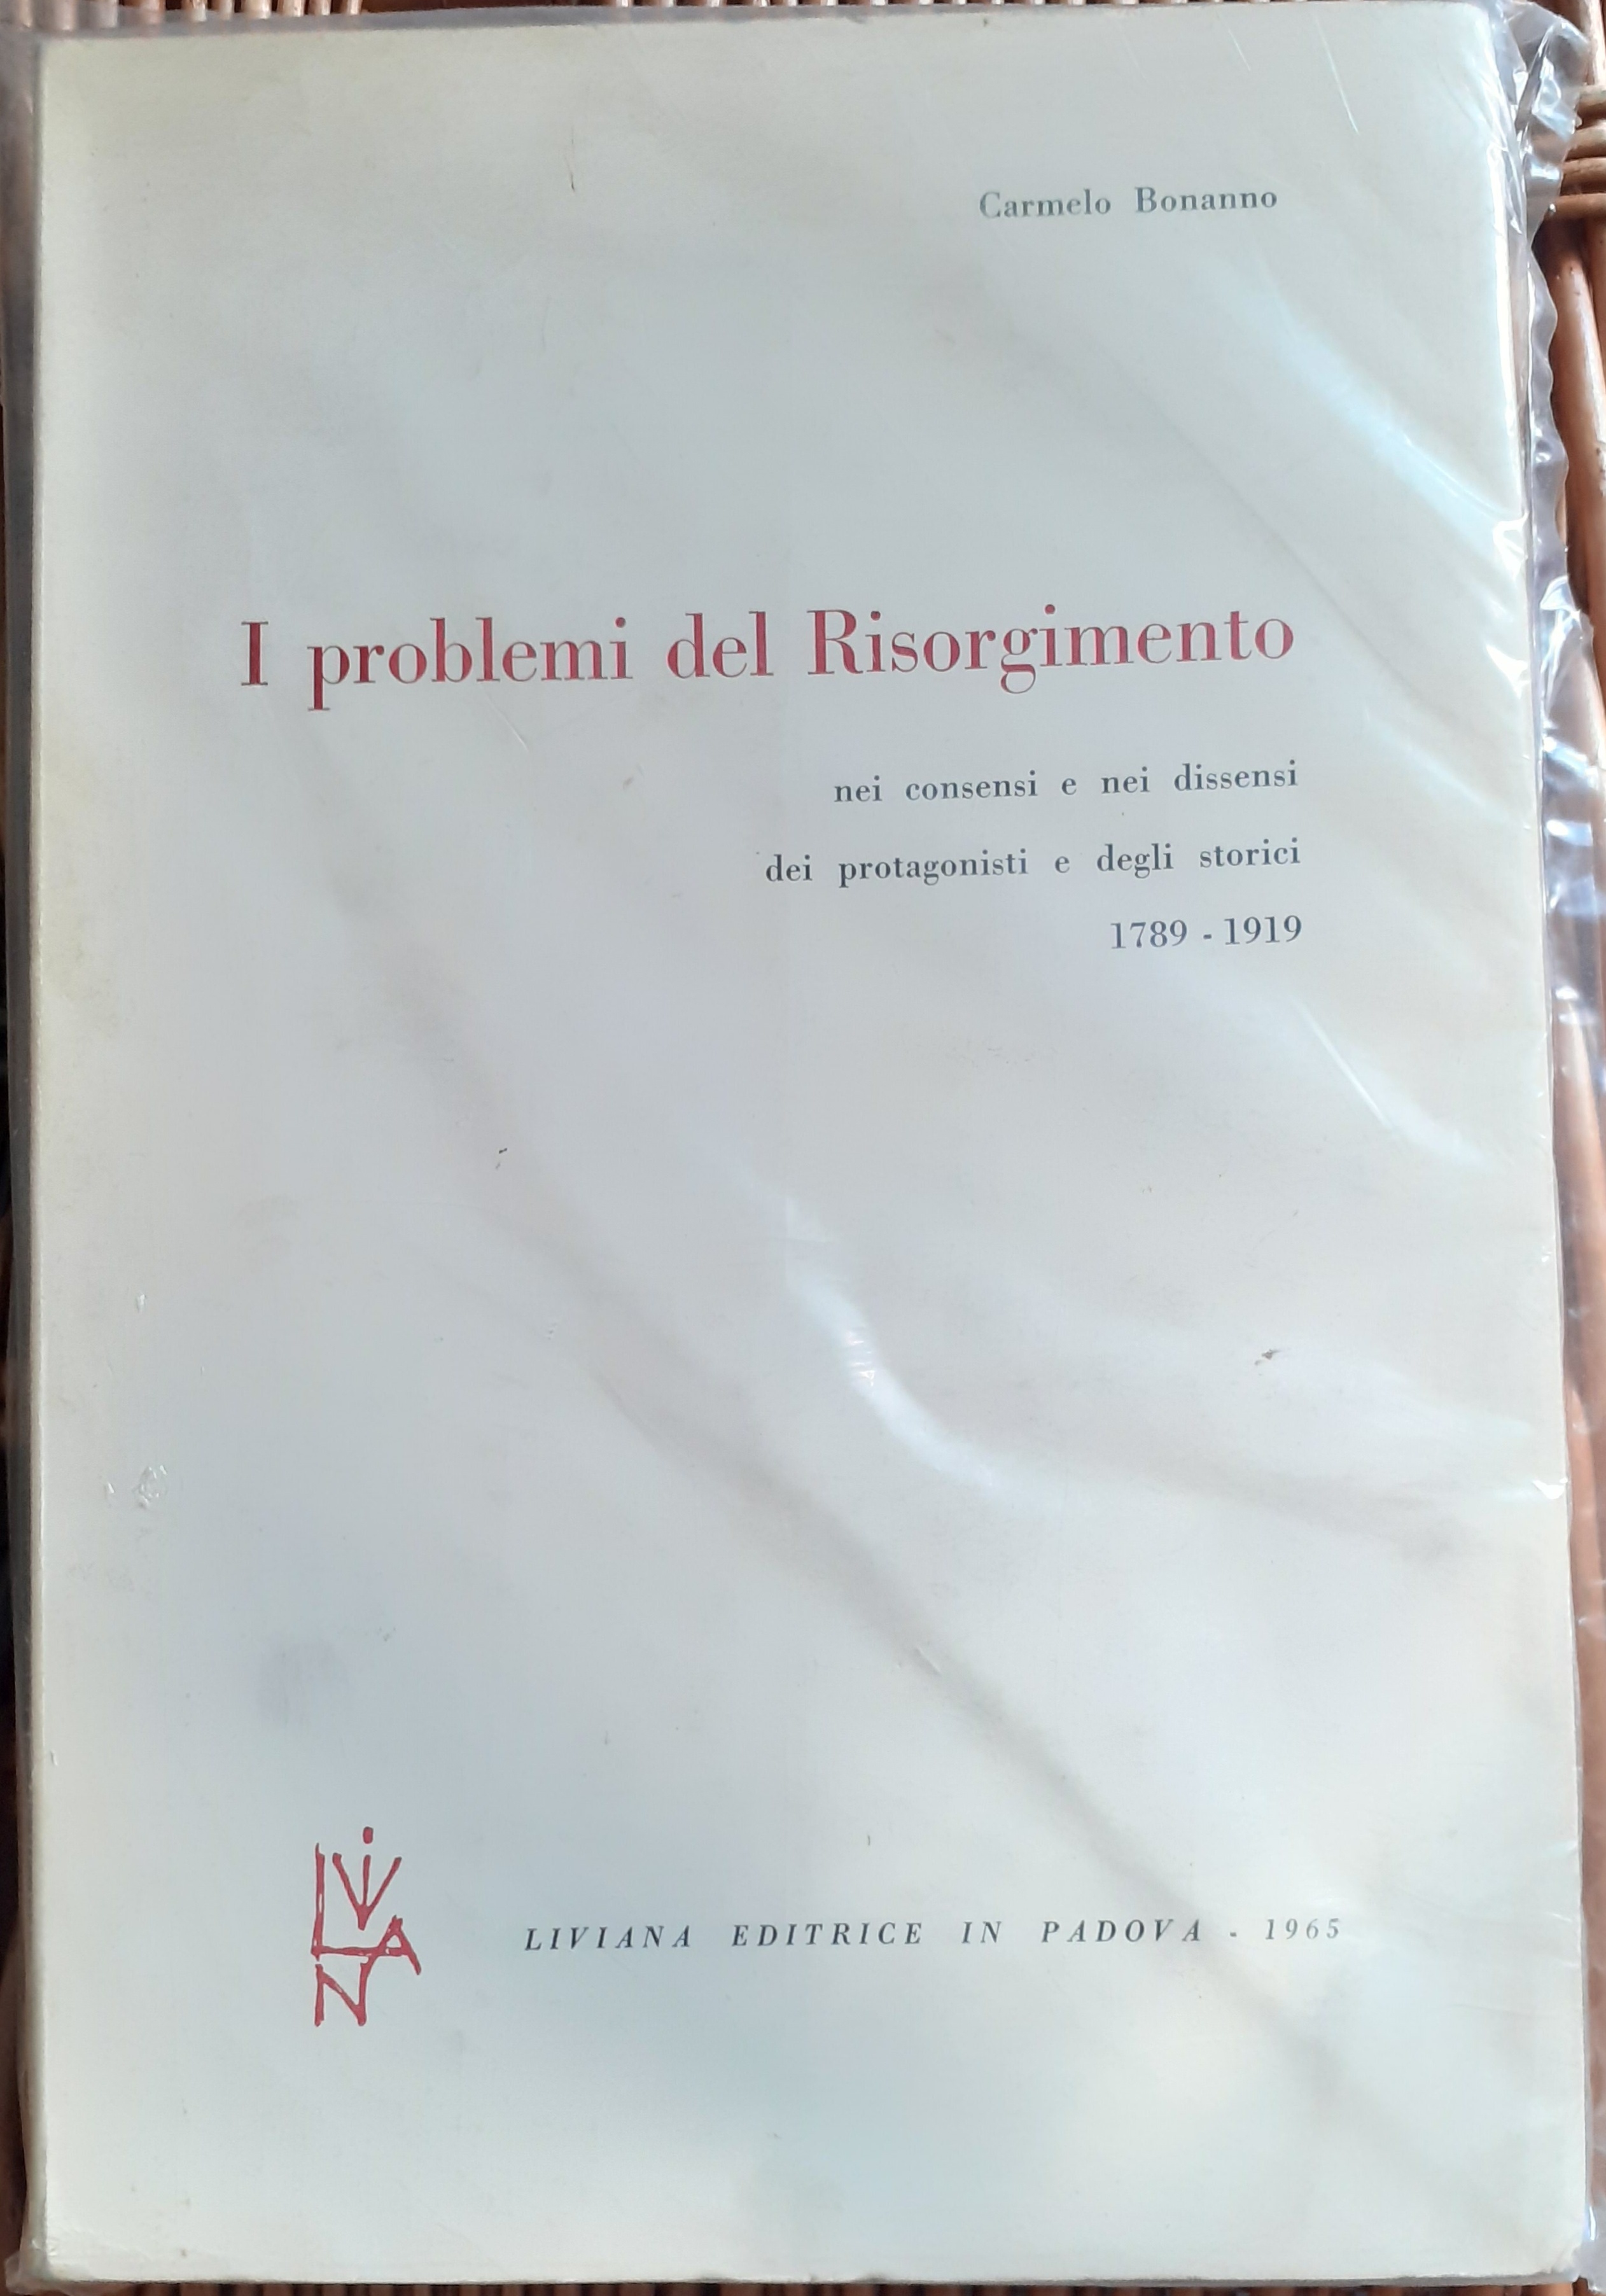 Carmelo Bonanno
I problemi del Risorgimento
nei consensi e nei dissensi
dei protagonisti e degli storici
1789 - 1919
LiViAN
LIVIANA EDITRICE IN PADOVA - 1965